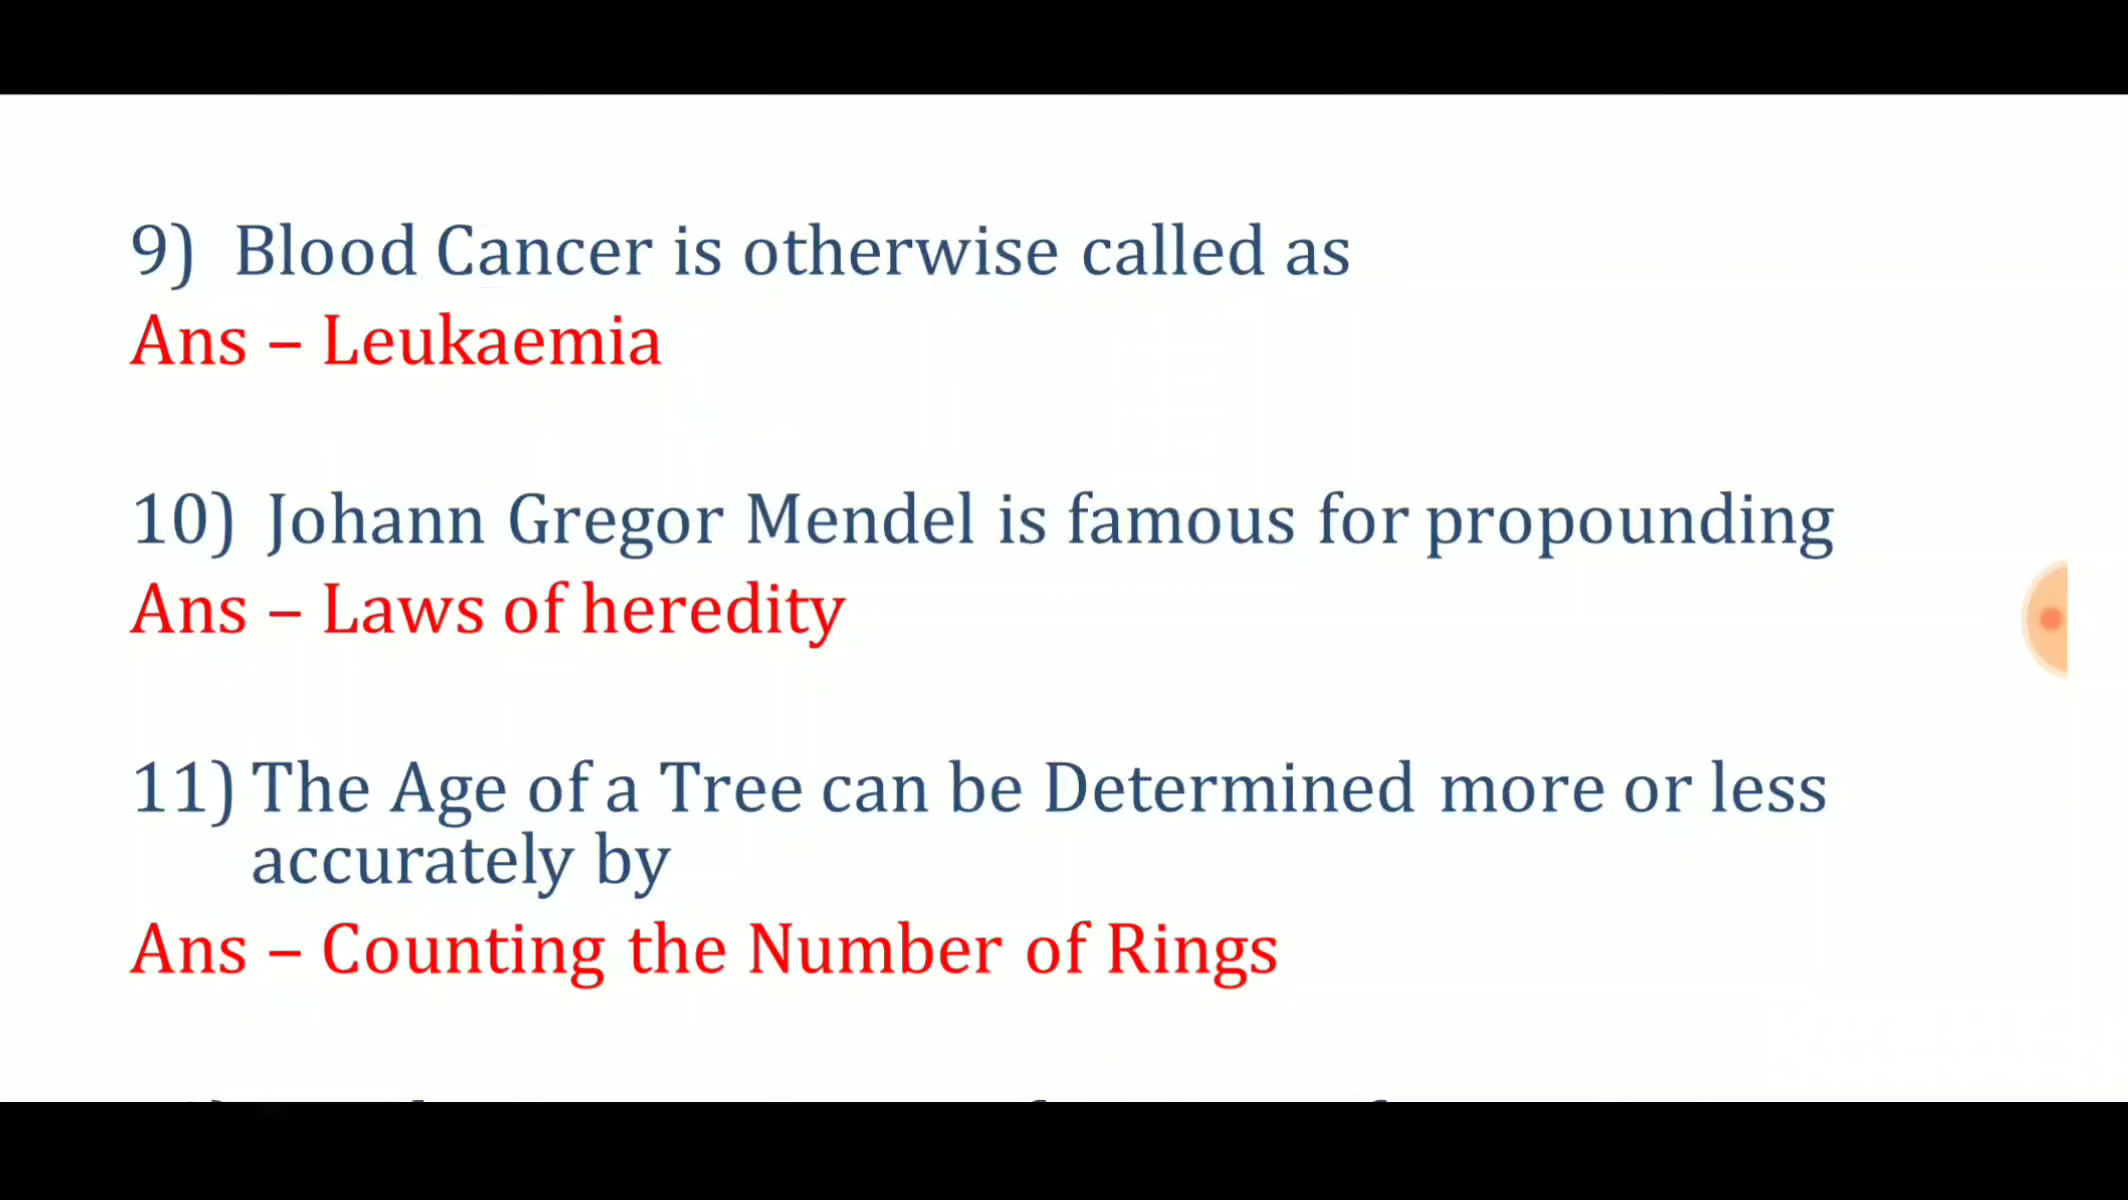 9) Blood Cancer is otherwise called as
Ans – Leukaemia
10) Johann Gregor Mendel is famous for propounding
Ans – Laws of heredity
11) The Age of a Tree can be Determined more or less
accurately by
Ans – Counting the Number of Rings